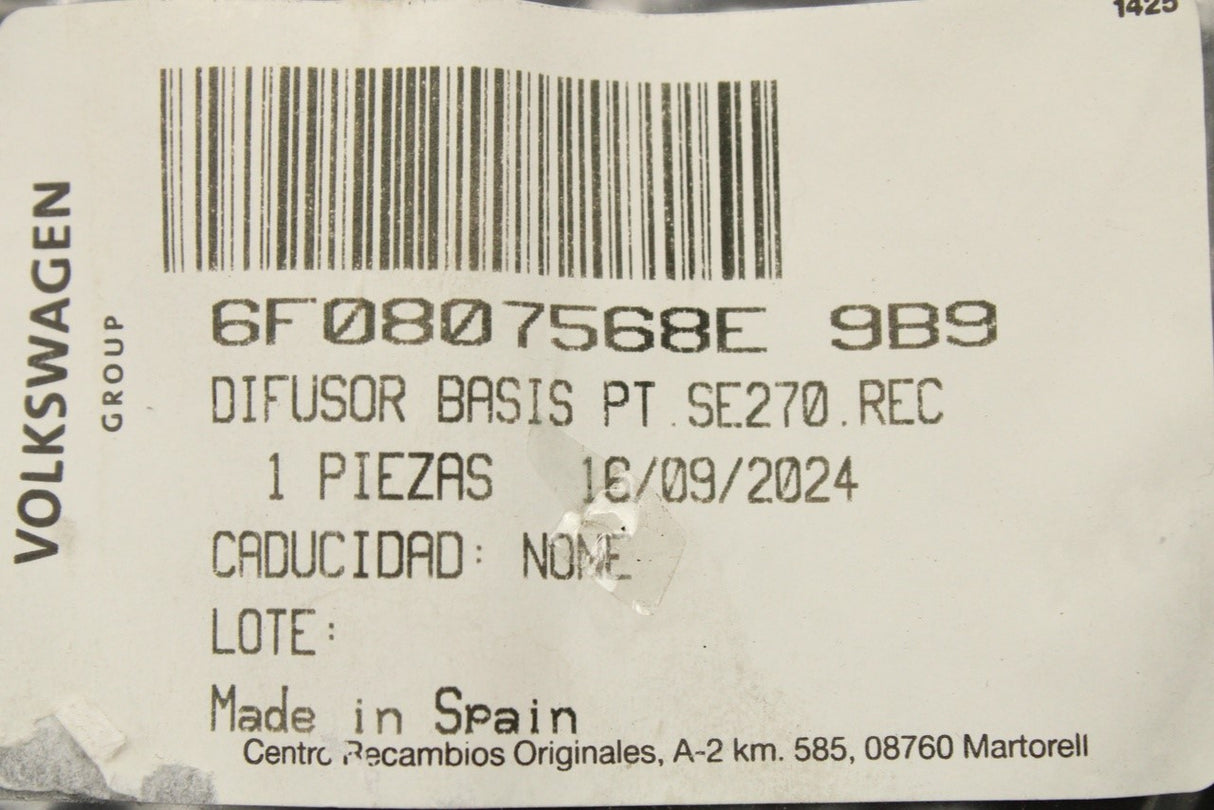 1425
VOLKSWAGEN
GROUP
6F0807568E 9B9
DIFUSOR BASIS PT.SE270.REC
1 PIEZAS 16/09/2024
CADUCIDAD: NONE
LOTE:
Made in Spain
Centro Recambios Originales, A-2 km. 585, 08760 Martorell